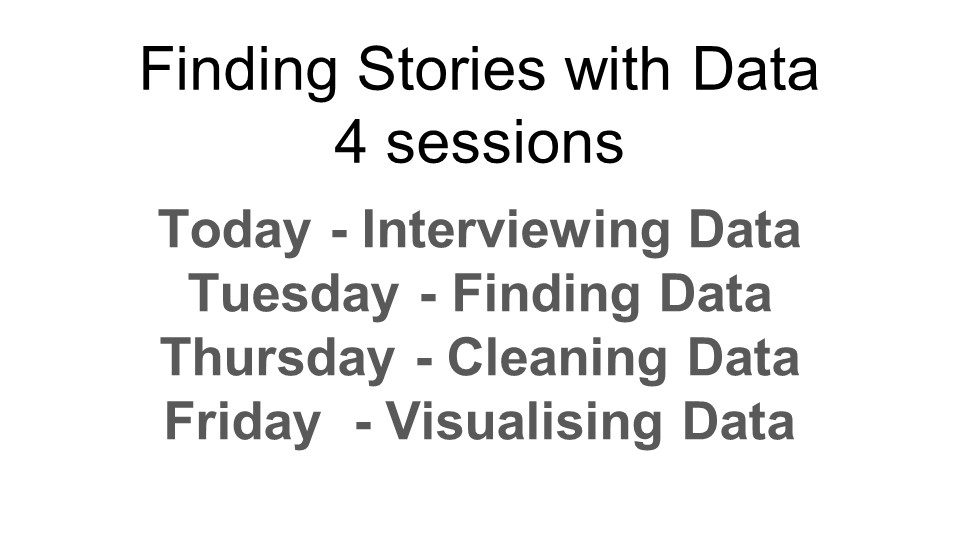 Finding Stories with Data
4 sessions
Today - Interviewing Data
Tuesday - Finding Data
Thursday - Cleaning Data
Friday  - Visualising Data